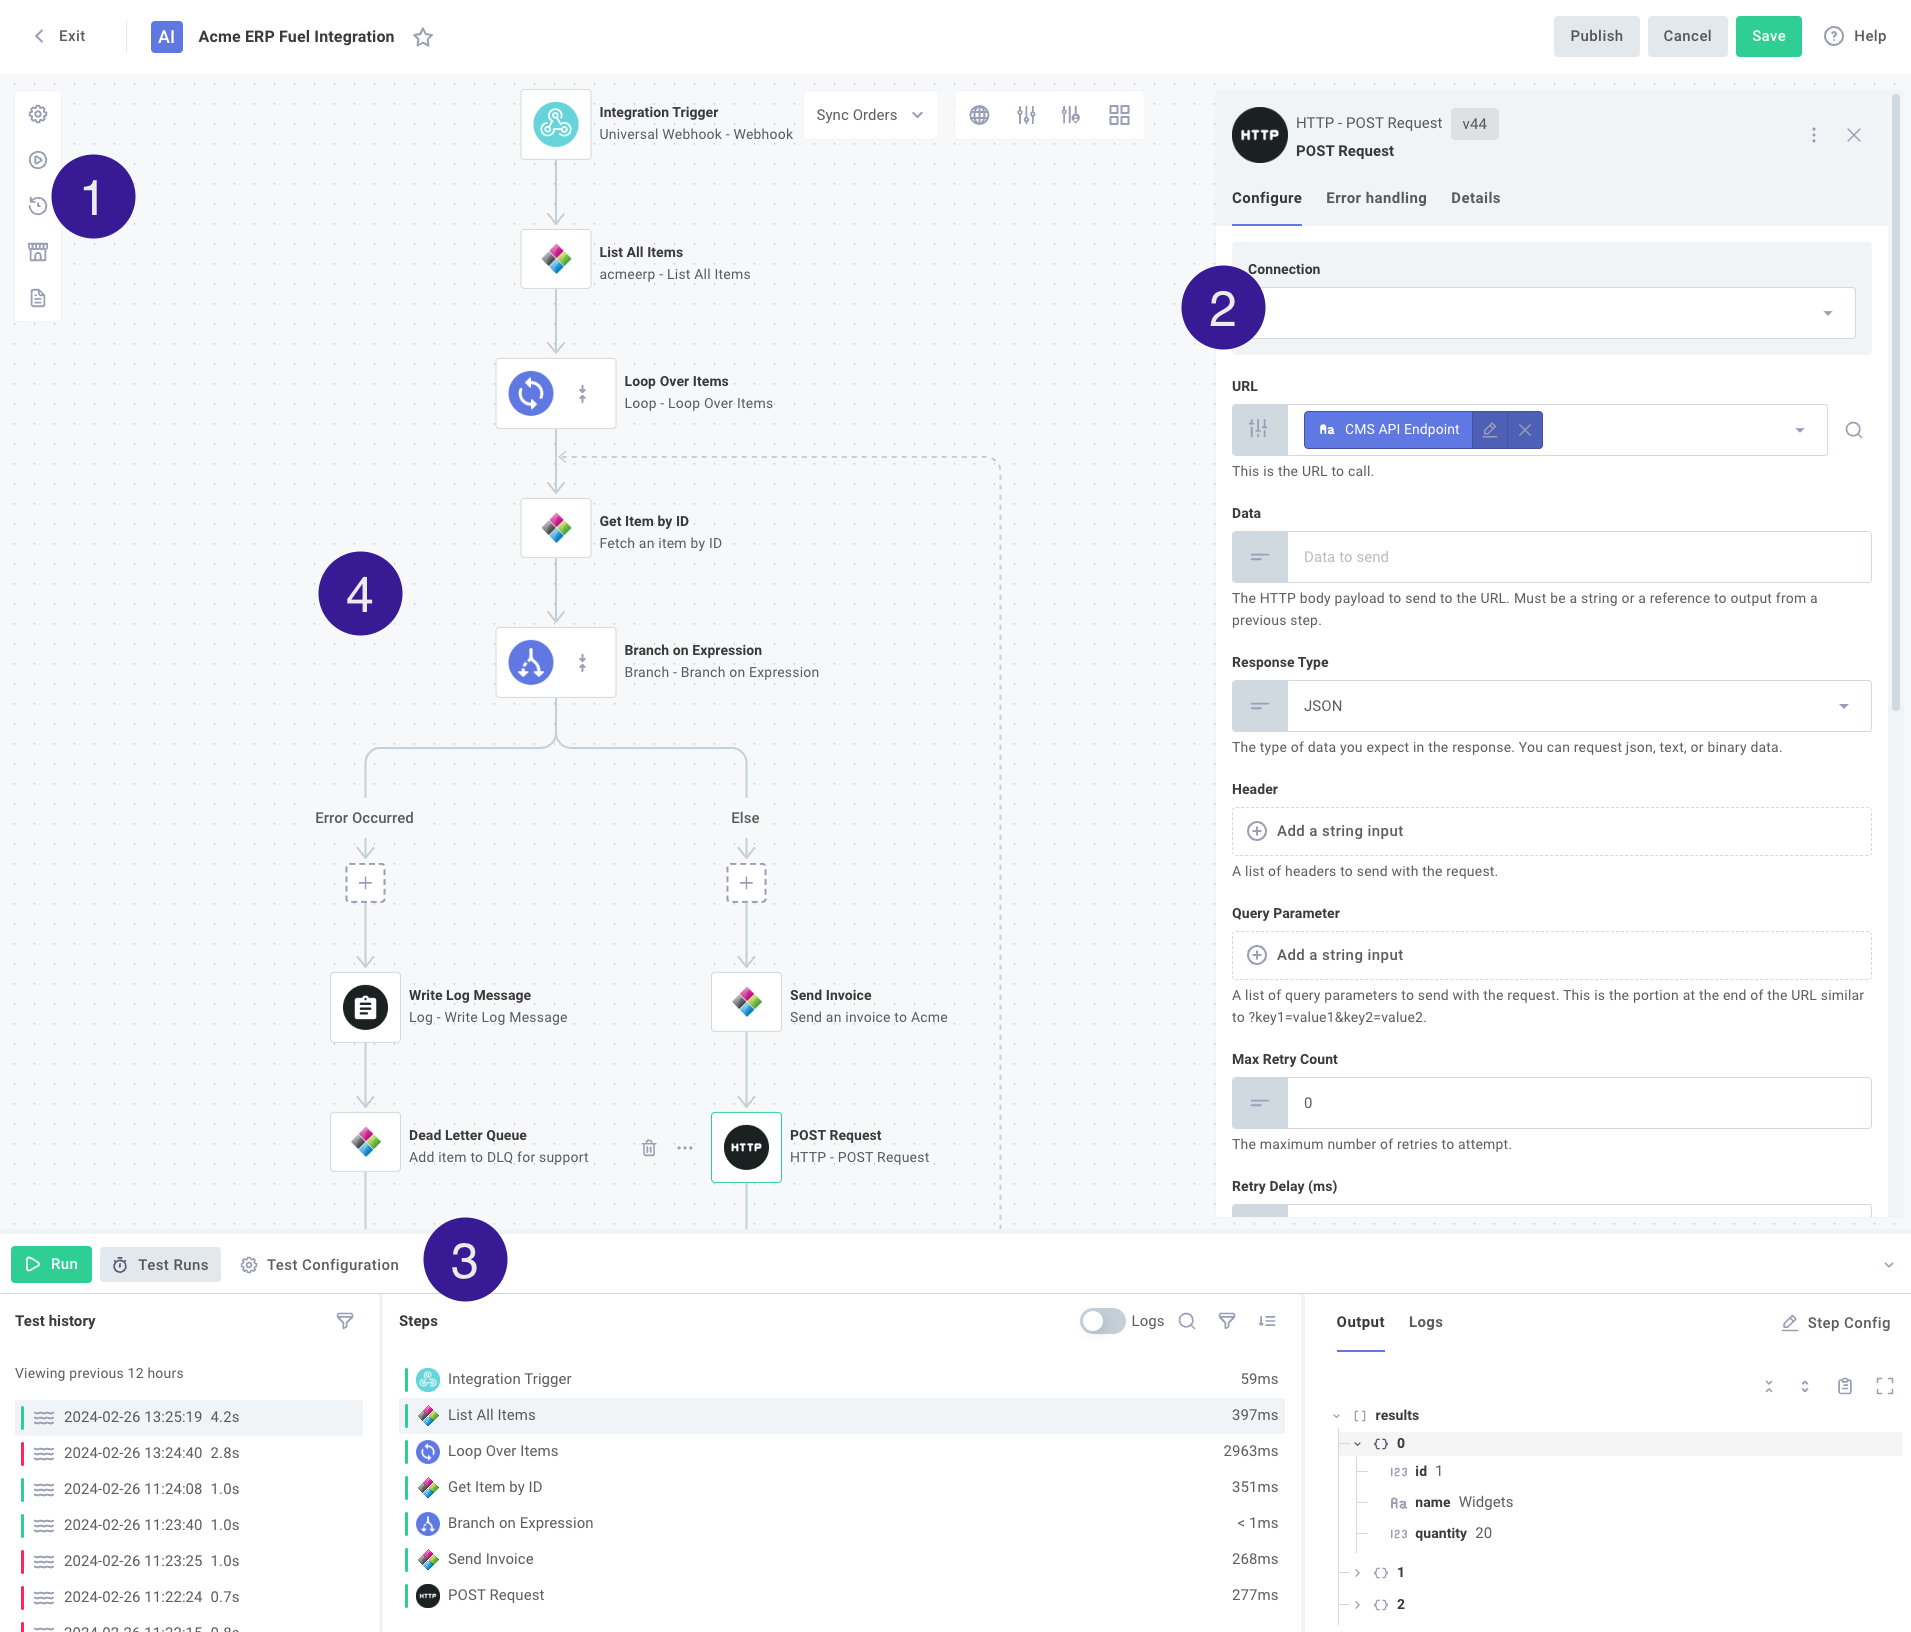 Exit
AI
Acme ERP Fuel Integration
Publish
Cancel
Save
Help
1
Integration Trigger
Universal Webhook - Webhook
Sync Orders
List All Items
acmeerp - List All Items
Loop Over Items
Loop - Loop Over Items
Get Item by ID
Fetch an item by ID
4
Branch on Expression
Branch - Branch on Expression
Error Occurred
Else
Write Log Message
Log - Write Log Message
Send Invoice
Send an invoice to Acme
Dead Letter Queue
Add item to DLQ for support
HTTP
POST Request
HTTP - POST Request
HTTP
HTTP - POST Request
v44
POST Request
Configure
Error handling
Details
2
Connection
URL
Aa
CMS API Endpoint
This is the URL to call.
Data
Data to send
The HTTP body payload to send to the URL. Must be a string or a reference to output from a
previous step.
Response Type
JSON
The type of data you expect in the response. You can request json, text, or binary data.
Header
Add a string input
A list of headers to send with the request.
Query Parameter
Add a string input
A list of query parameters to send with the request. This is the portion at the end of the URL similar
to ?key1=value1&key2=value2.
Max Retry Count
0
The maximum number of retries to attempt.
Retry Delay (ms)
Run
Test Runs
Test Configuration
3
Test history
Viewing previous 12 hours
2024-02-26 13:25:19 4.2s
2024-02-26 13:24:40 2.8s
2024-02-26 11:24:08 1.0s
2024-02-26 11:23:40 1.0s
2024-02-26 11:23:25 1.0s
2024-02-26 11:22:24 0.7s
Steps
Logs
Integration Trigger 59ms
List All Items 397ms
Loop Over Items 2963ms
Get Item by ID 351ms
Branch on Expression < 1ms
Send Invoice 268ms
HTTP POST Request 277ms
Output
Logs
Step Config
[] results
{} 0
123 id 1
Aa name Widgets
123 quantity 20
{} 1
{} 2